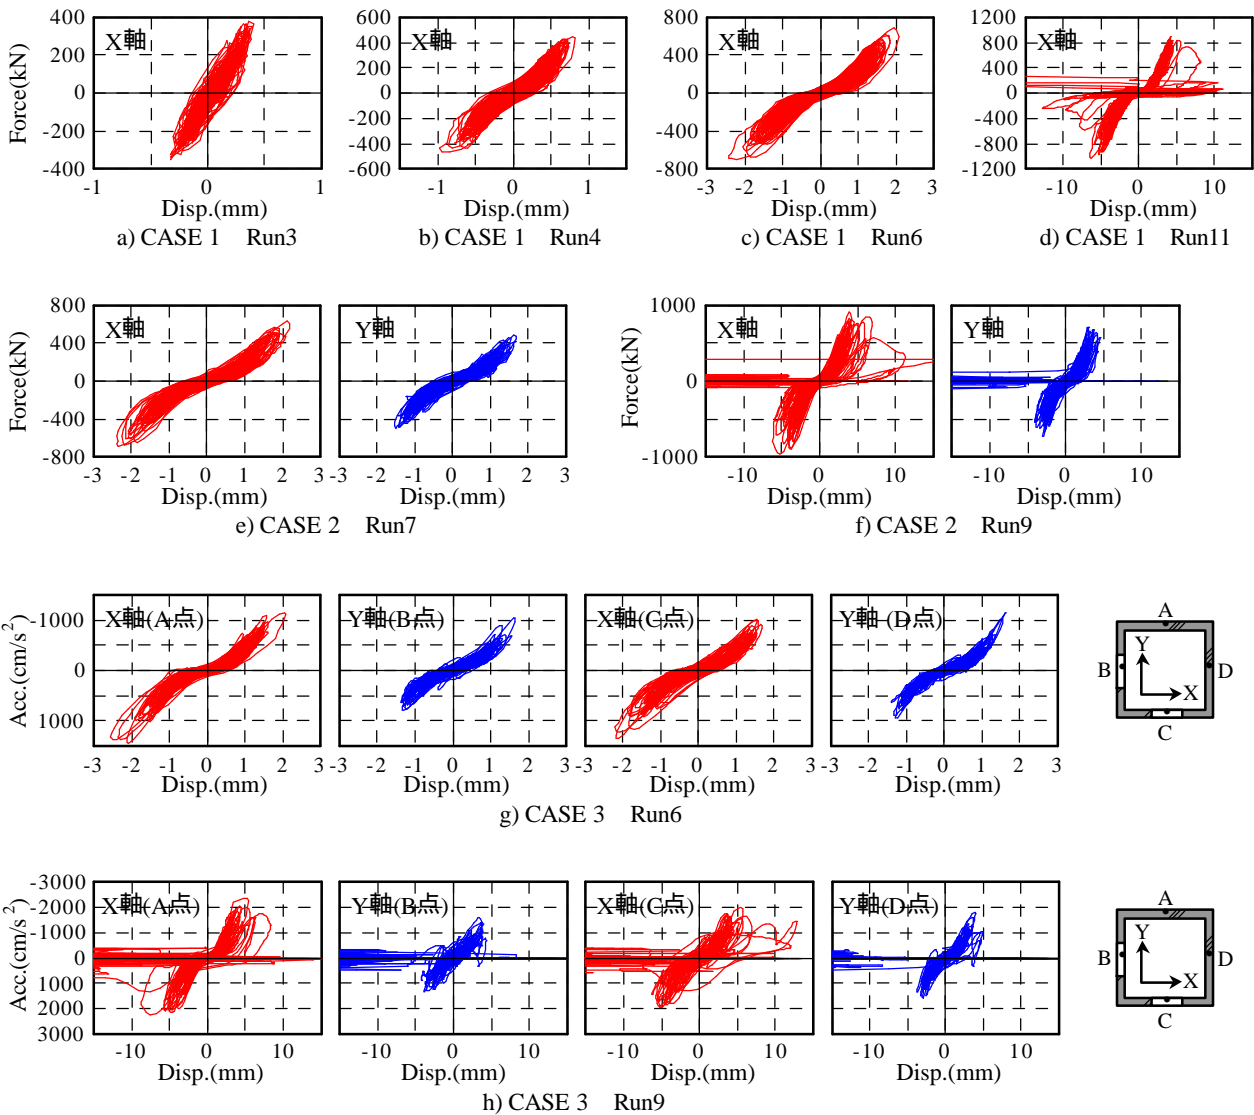 400 600 800 1200
X軸 X軸 X軸 X軸
200 400 400 800
200 400
Force(kN) 0 0 0 0
-200 -400
-200 -400 -400 -800
-400 -600 -800 -1200
-1 0 1 -1 0 1 -3 -2 -1 0 1 2 3 -10 0 10
Disp.(mm) Disp.(mm) Disp.(mm) Disp.(mm)
a) CASE 1 Run3 b) CASE 1 Run4 c) CASE 1 Run6 d) CASE 1 Run11
800 1000
X軸 Y軸 X軸 Y軸
400
Force(kN) 0 Force(kN) 0
-400
-800 -1000
-3 -2 -1 0 1 2 3 -2 -1 0 1 2 3 -10 0 10 -10 0 10
Disp.(mm) Disp.(mm) Disp.(mm) Disp.(mm)
e) CASE 2 Run7 f) CASE 2 Run9
X軸(A点) Y軸(B点) X軸(C点) Y軸(D点) A
-1000
Acc.(cm/s²) 0 B Y X D
1000
C
-3 -2 -1 0 1 2 3 -2 -1 0 1 2 -3 -2 -1 0 1 2 -3 -2 -1 0 1 2 3
Disp.(mm) Disp.(mm) Disp.(mm) Disp.(mm)
g) CASE 3 Run6
-3000
X軸(A点) Y軸(B点) X軸(C点) Y軸(D点) A
-2000
-1000
Acc.(cm/s²) 0 B Y X D
1000
2000
3000 C
-10 0 10 -10 0 10 -10 0 10 -10 0 10
Disp.(mm) Disp.(mm) Disp.(mm) Disp.(mm)
h) CASE 3 Run9